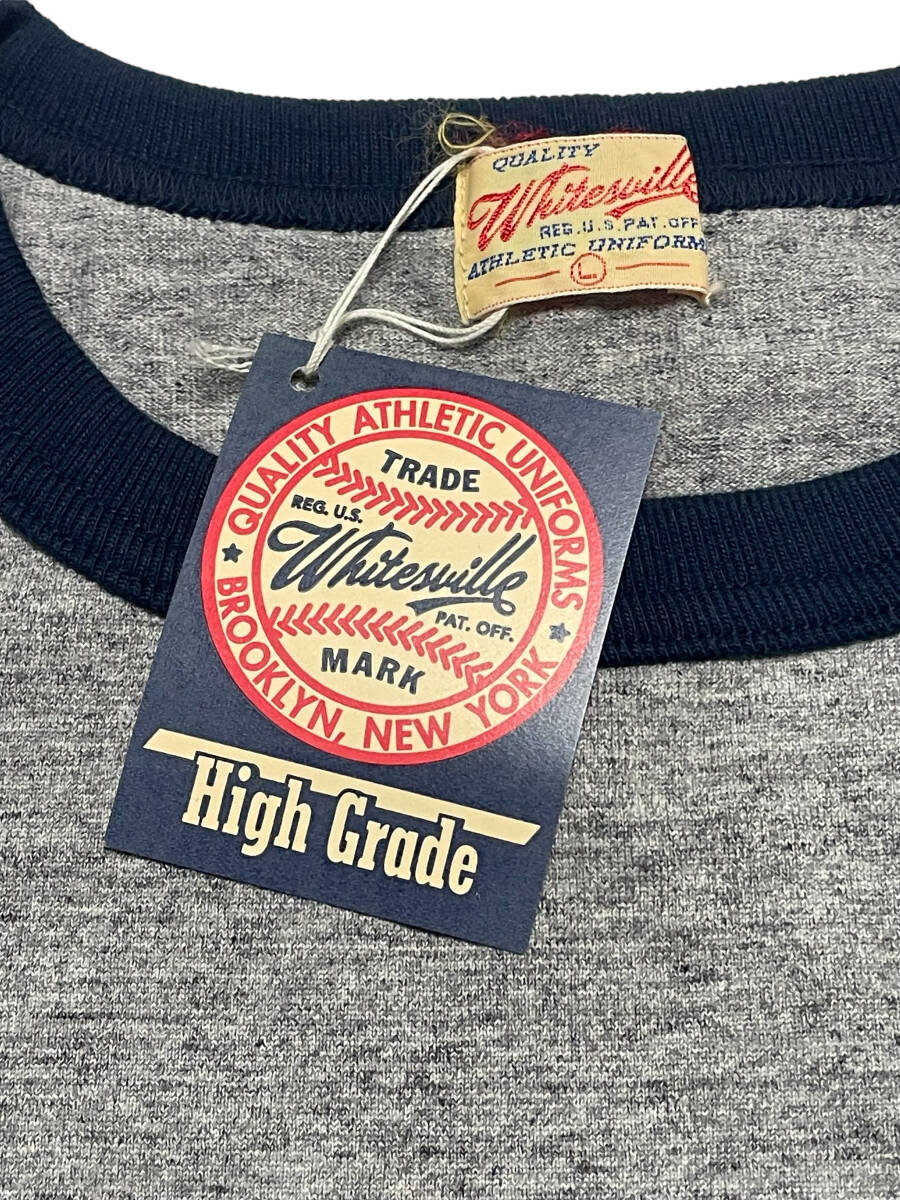 QUALITY
Whitesville
REG. U.S. PAT. OFF
ATHLETIC UNIFORM
L.
QUALITY ATHLETIC UNIFORMS
TRADE
REG. U.S.
Whitesville
PAT. OFF.
MARK
BROOKLYN, NEW YORK
High Grade